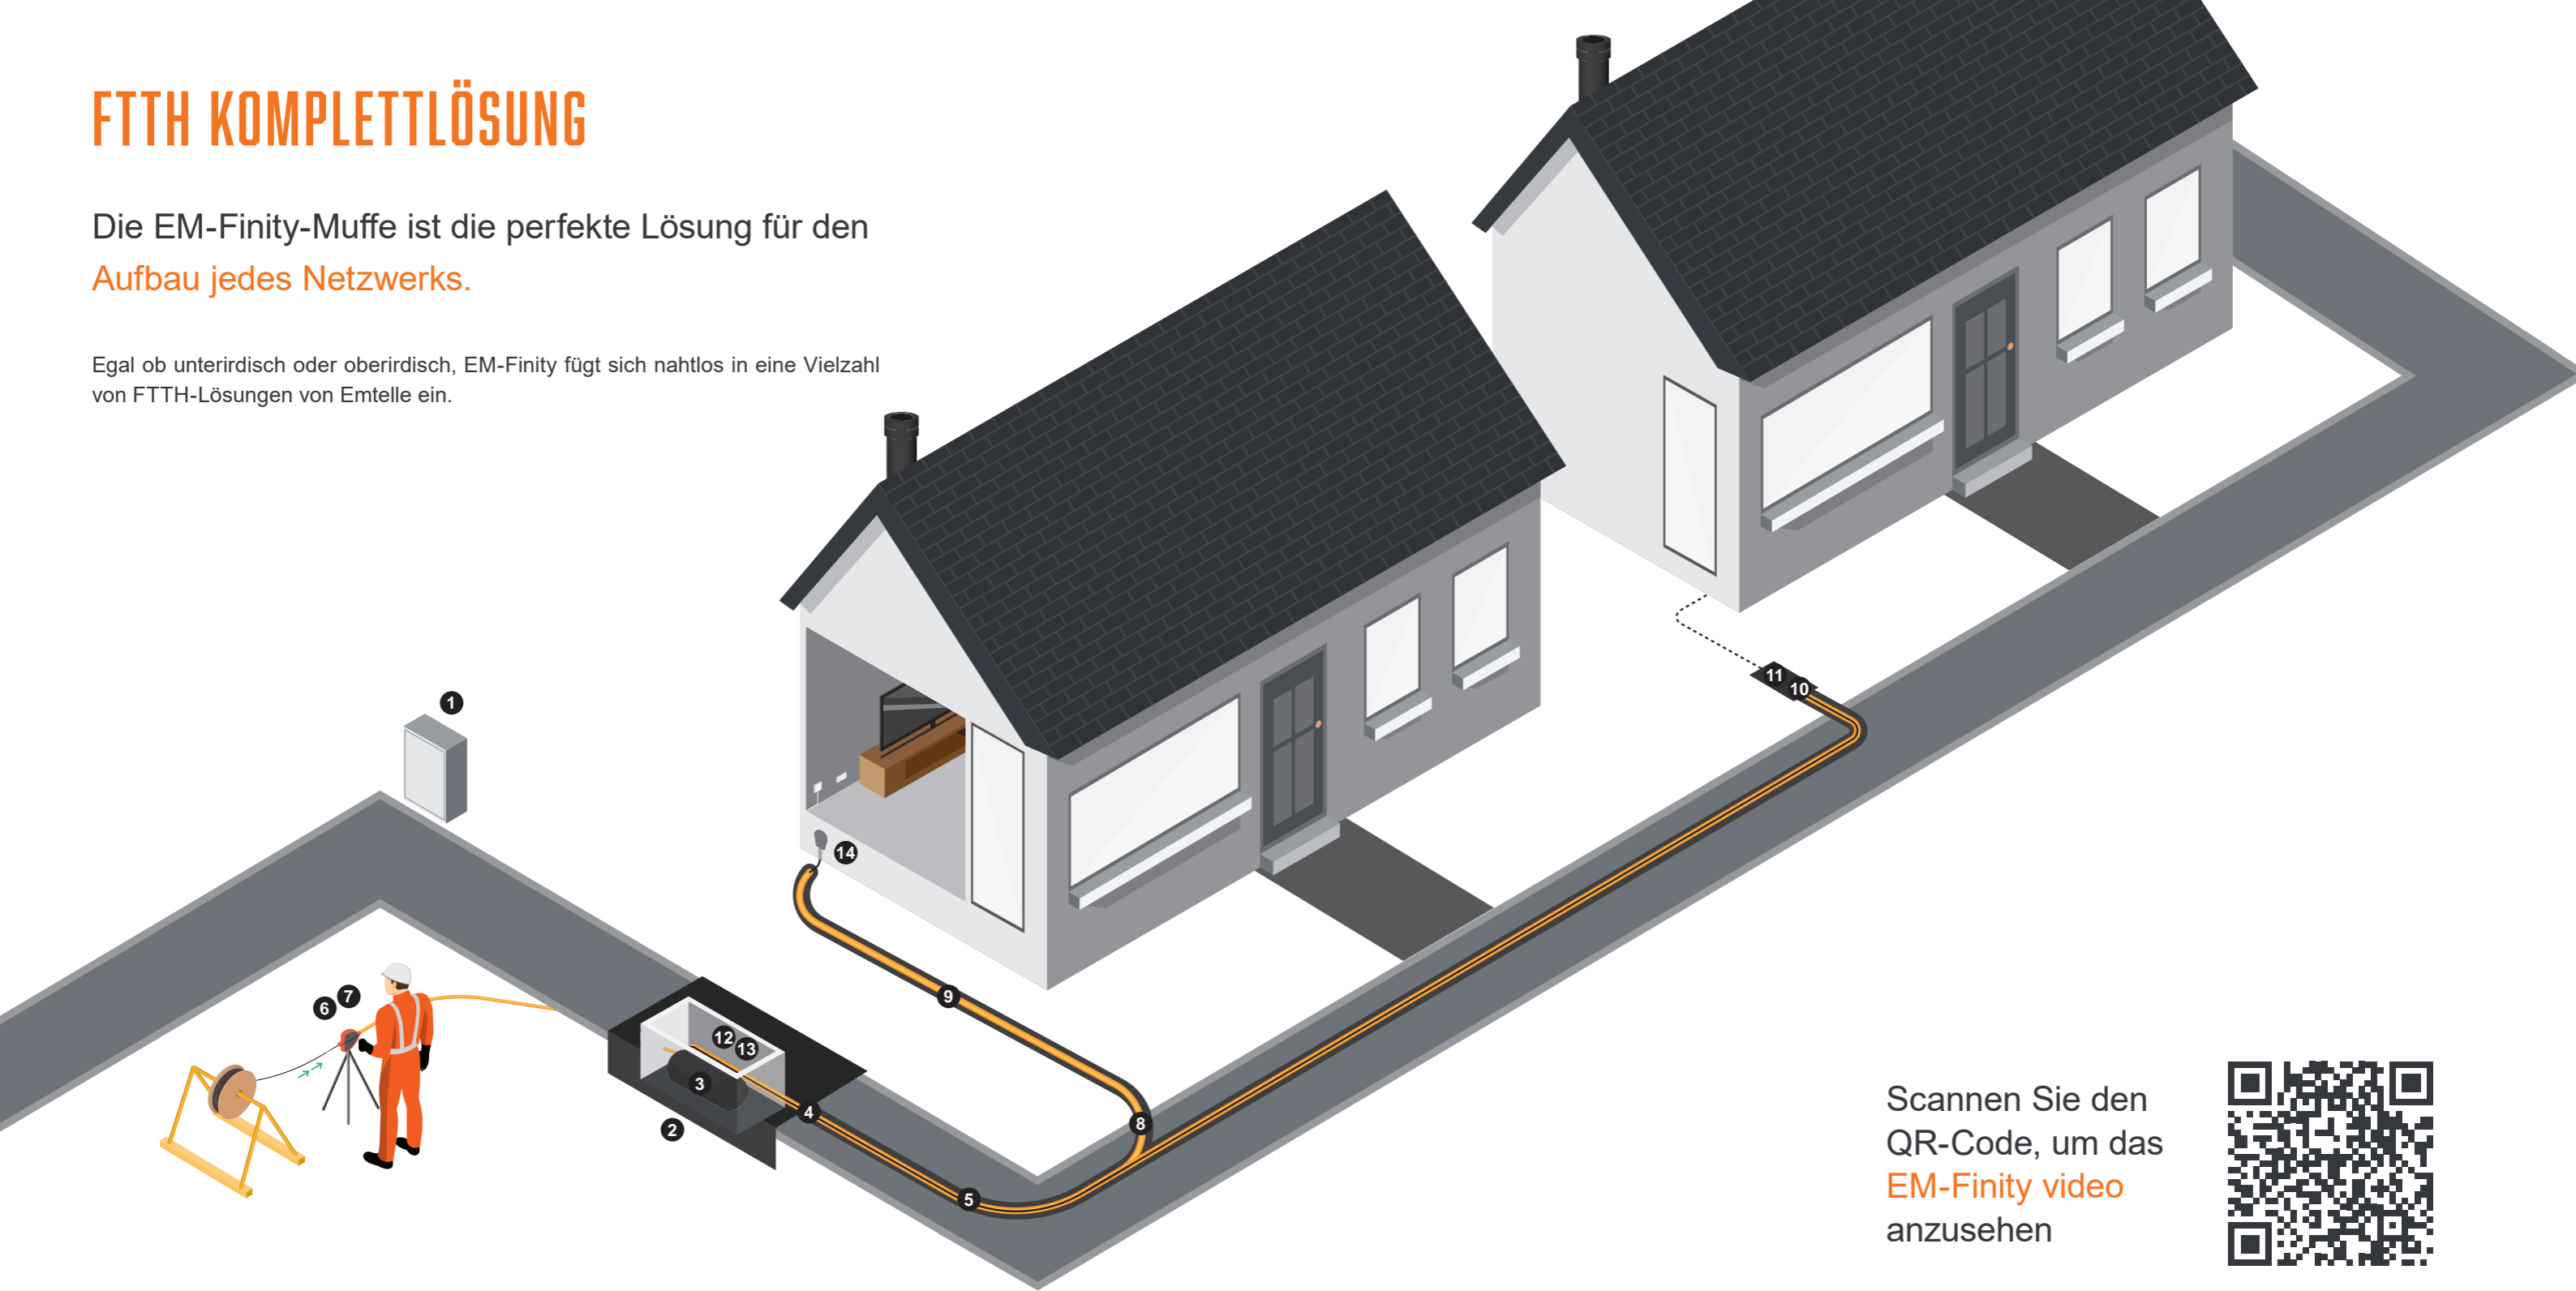 FTTH KOMPLETTLÖSUNG
Die EM-Finity-Muffe ist die perfekte Lösung für den
Aufbau jedes Netzwerks.
Egal ob unterirdisch oder oberirdisch, EM-Finity fügt sich nahtlos in eine Vielzahl
von FTTH-Lösungen von Emtelle ein.
11
10
1
14
9
7
6
12
13
3
4
8
2
5
Scannen Sie den
QR-Code, um das
EM-Finity video
anzusehen